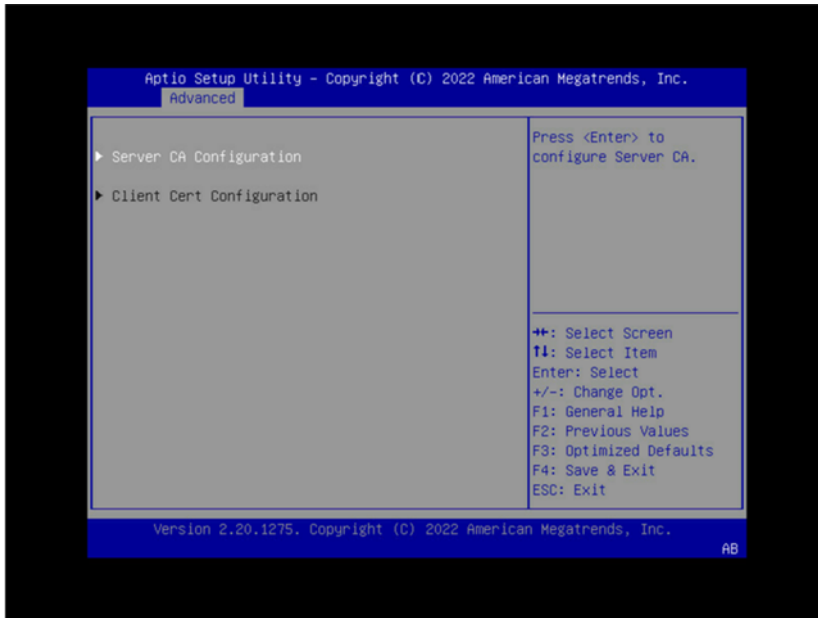 Aptio Setup Utility – Copyright (C) 2022 American Megatrends, Inc.
Advanced
Server CA Configuration
Client Cert Configuration
Press <Enter> to
configure Server CA.
→←: Select Screen
↑↓: Select Item
Enter: Select
+/-: Change Opt.
F1: General Help
F2: Previous Values
F3: Optimized Defaults
F4: Save & Exit
ESC: Exit
Version 2.20.1275. Copyright (C) 2022 American Megatrends, Inc.
AB